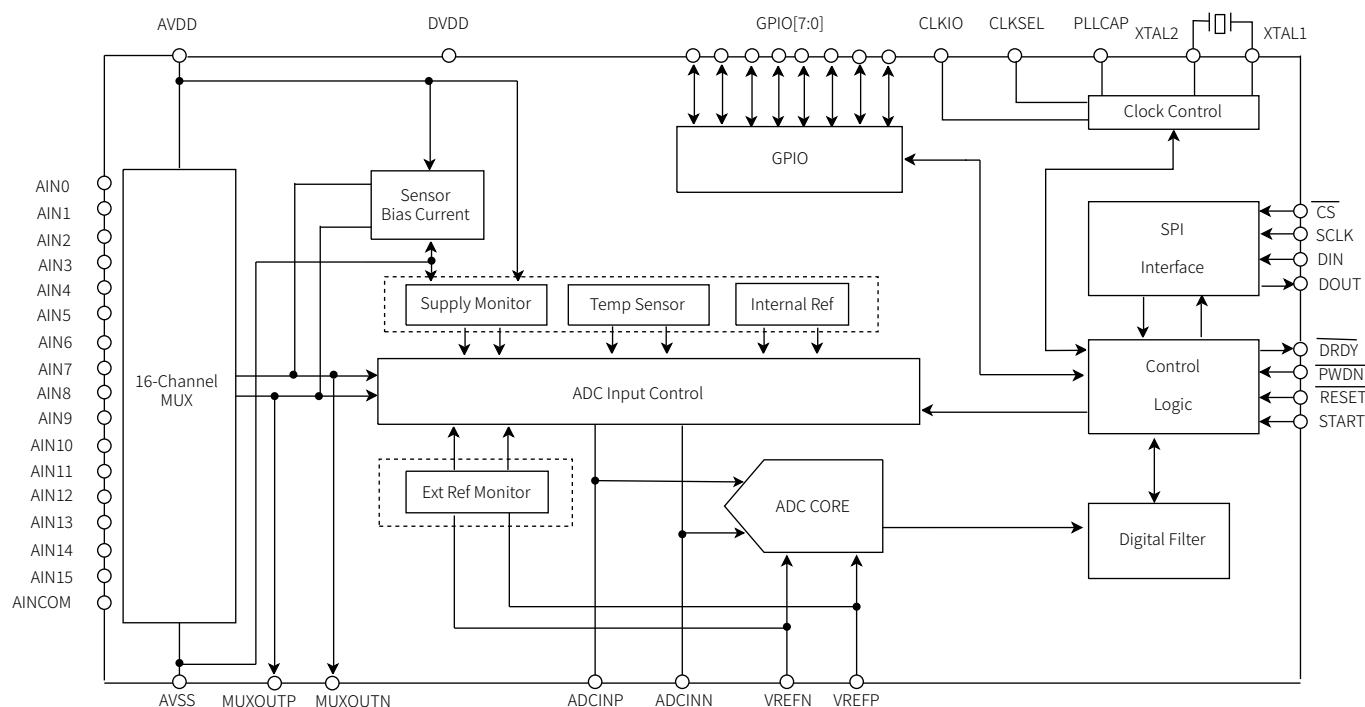 AVDD
DVDD
GPIO[7:0]
CLKIO
CLKSEL
PLLCAP
XTAL2
XTAL1
Clock Control
GPIO
AIN0
AIN1
AIN2
AIN3
AIN4
AIN5
AIN6
AIN7
AIN8
AIN9
AIN10
AIN11
AIN12
AIN13
AIN14
AIN15
AINCOM
16-Channel
MUX
Sensor
Bias Current
Supply Monitor
Temp Sensor
Internal Ref
ADC Input Control
Ext Ref Monitor
ADC CORE
SPI
Interface
Control
Logic
Digital Filter
CS
SCLK
DIN
DOUT
DRDY
PWDN
RESET
START
AVSS
MUXOUTP
MUXOUTN
ADCINP
ADCINN
VREFN
VREFP